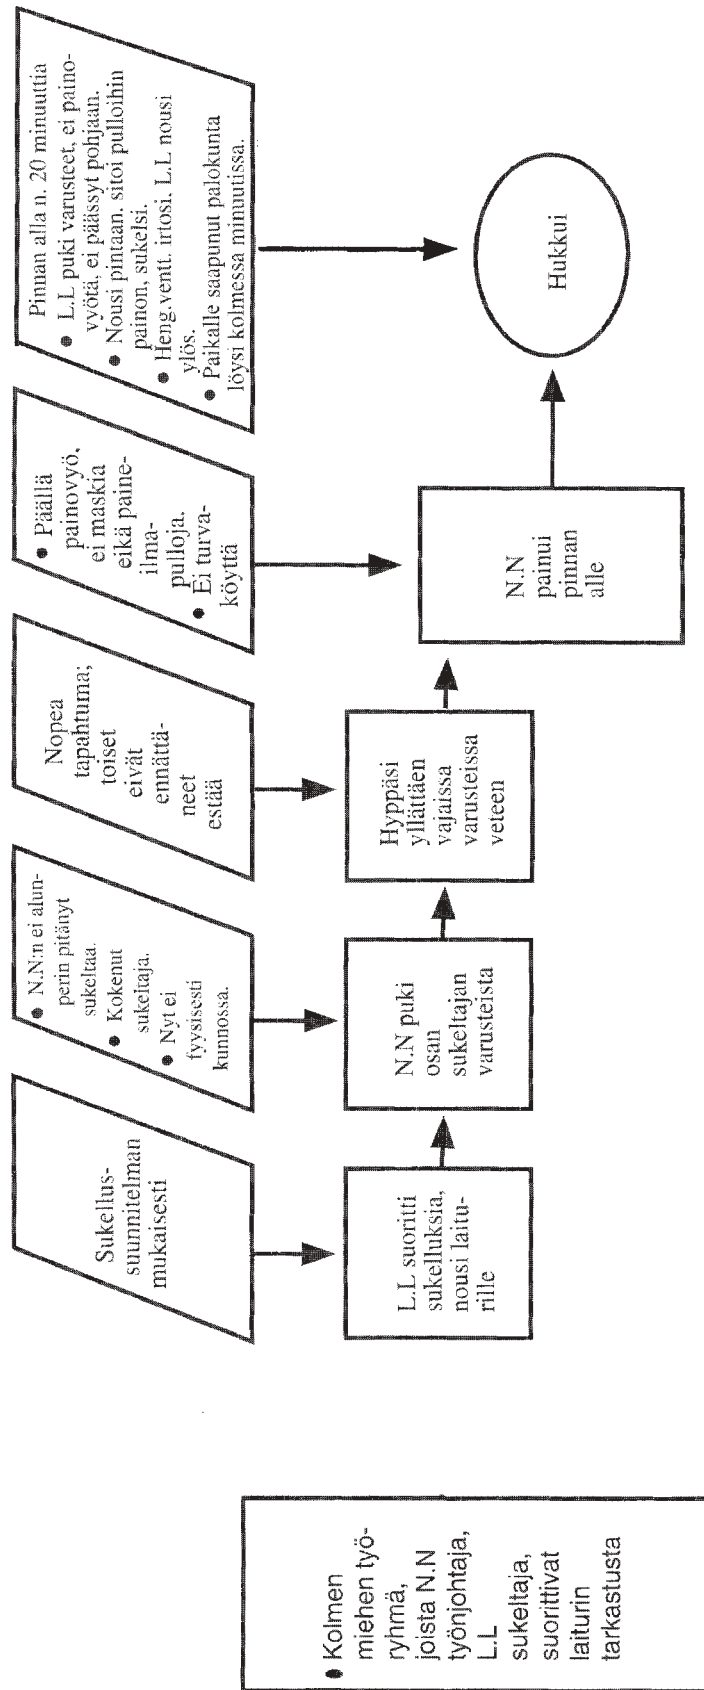 ● Kolmen
miehen työ-
ryhmä,
joista N.N
työnjohtaja,
L.L
sukeltaja,
suorittivat
laiturin
tarkastusta
Sukellus-
suunnitelman
mukaisesti
L.L suoritti
sukelluksia,
nousi laitu-
rille
● N.N:n ei alun-
perin pitänyt
sukeltaa.
● Kokenut
sukeltaja.
● Nyt ei
fyysisesti
kunnossa.
N.N puki
osan
sukeltajan
varusteista
Nopea
tapahtuma;
toiset
eivät
ennättä-
neet
estää
Hyppäsi
yllättäen
vajaissa
varusteissa
veteen
● Päällä
painovyö,
ei maskia
eikä paine-
ilma-
pulloja.
● Ei turva-
köyttä
N.N
painui
pinnan
alle
Pinnan alla n. 20 minuuttia
● L.L puki varusteet, ei paino-
vyötä, ei päässyt pohjaan.
● Nousi pintaan. sitoi pulloihin
painon, sukelsi.
● Heng.ventt. irtosi. L.L nousi
ylös.
● Paikalle saapunut palokunta
löysi kolmessa minuutissa.
Hukkui